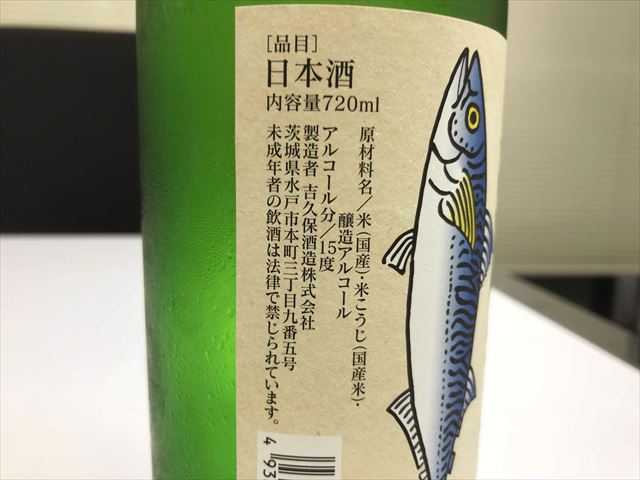 [品目]
日本酒
内容量720ml
原材料名／米(国産)・米こうじ(国産米)・
醸造アルコール
アルコール分／15度
製造者 吉久保酒造株式会社
茨城県水戸市本町三丁目九番五号
未成年者の飲酒は法律で禁じられています。
4 93